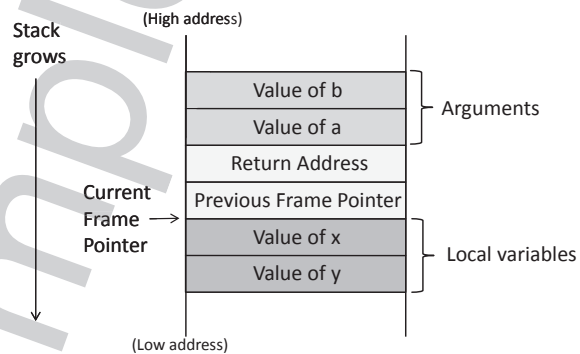 (High address)
Stack
grows
Value of b
Value of a
Arguments
Return Address
Previous Frame Pointer
Current
Frame
Pointer
Value of x
Value of y
Local variables
(Low address)